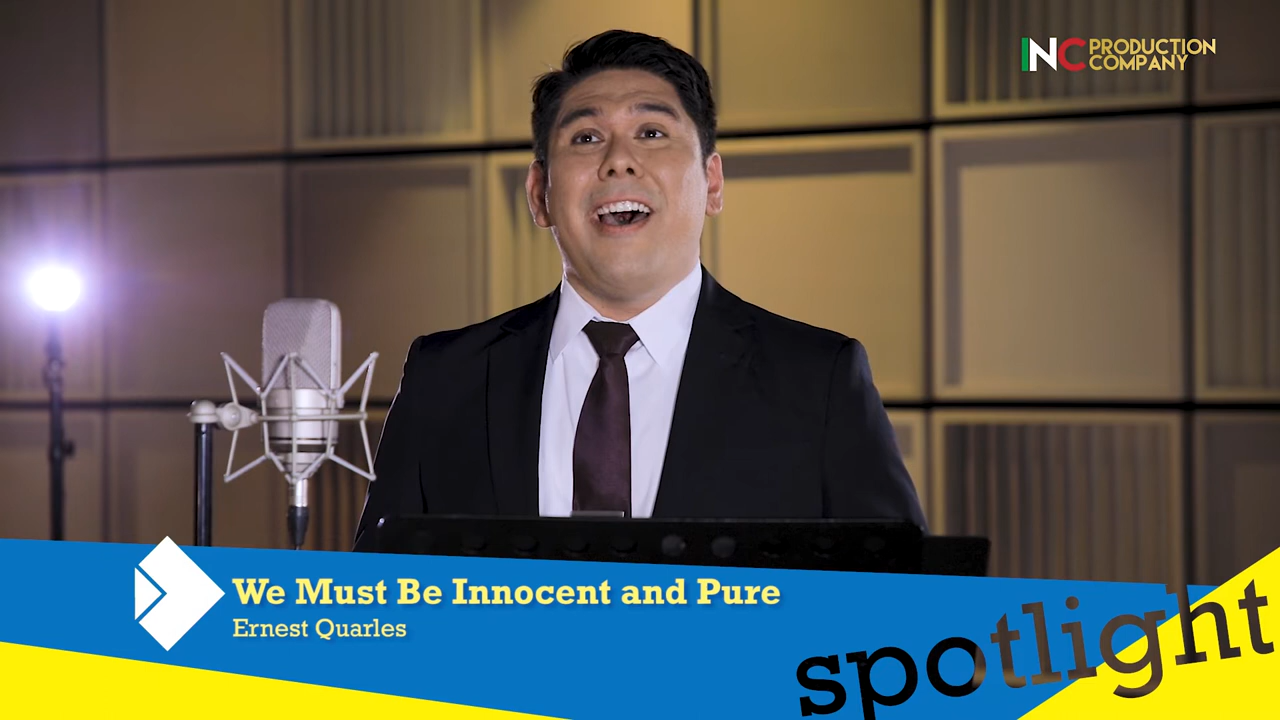 INC PRODUCTION
COMPANY
We Must Be Innocent and Pure
Ernest Quarles
spotlight